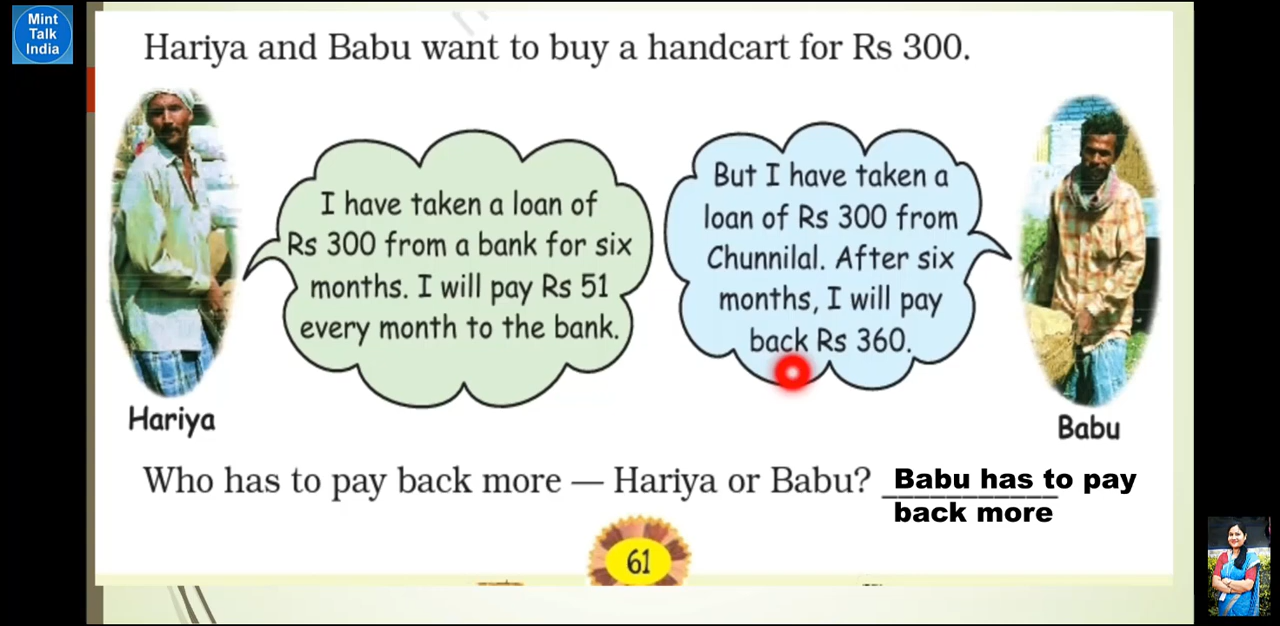 Mint
Talk
India
Hariya and Babu want to buy a handcart for Rs 300.
I have taken a loan of
Rs 300 from a bank for six
months. I will pay Rs 51
every month to the bank.
But I have taken a
loan of Rs 300 from
Chunnilal. After six
months, I will pay
back Rs 360.
Hariya
Babu
Who has to pay back more — Hariya or Babu? Babu has to pay
back more
61